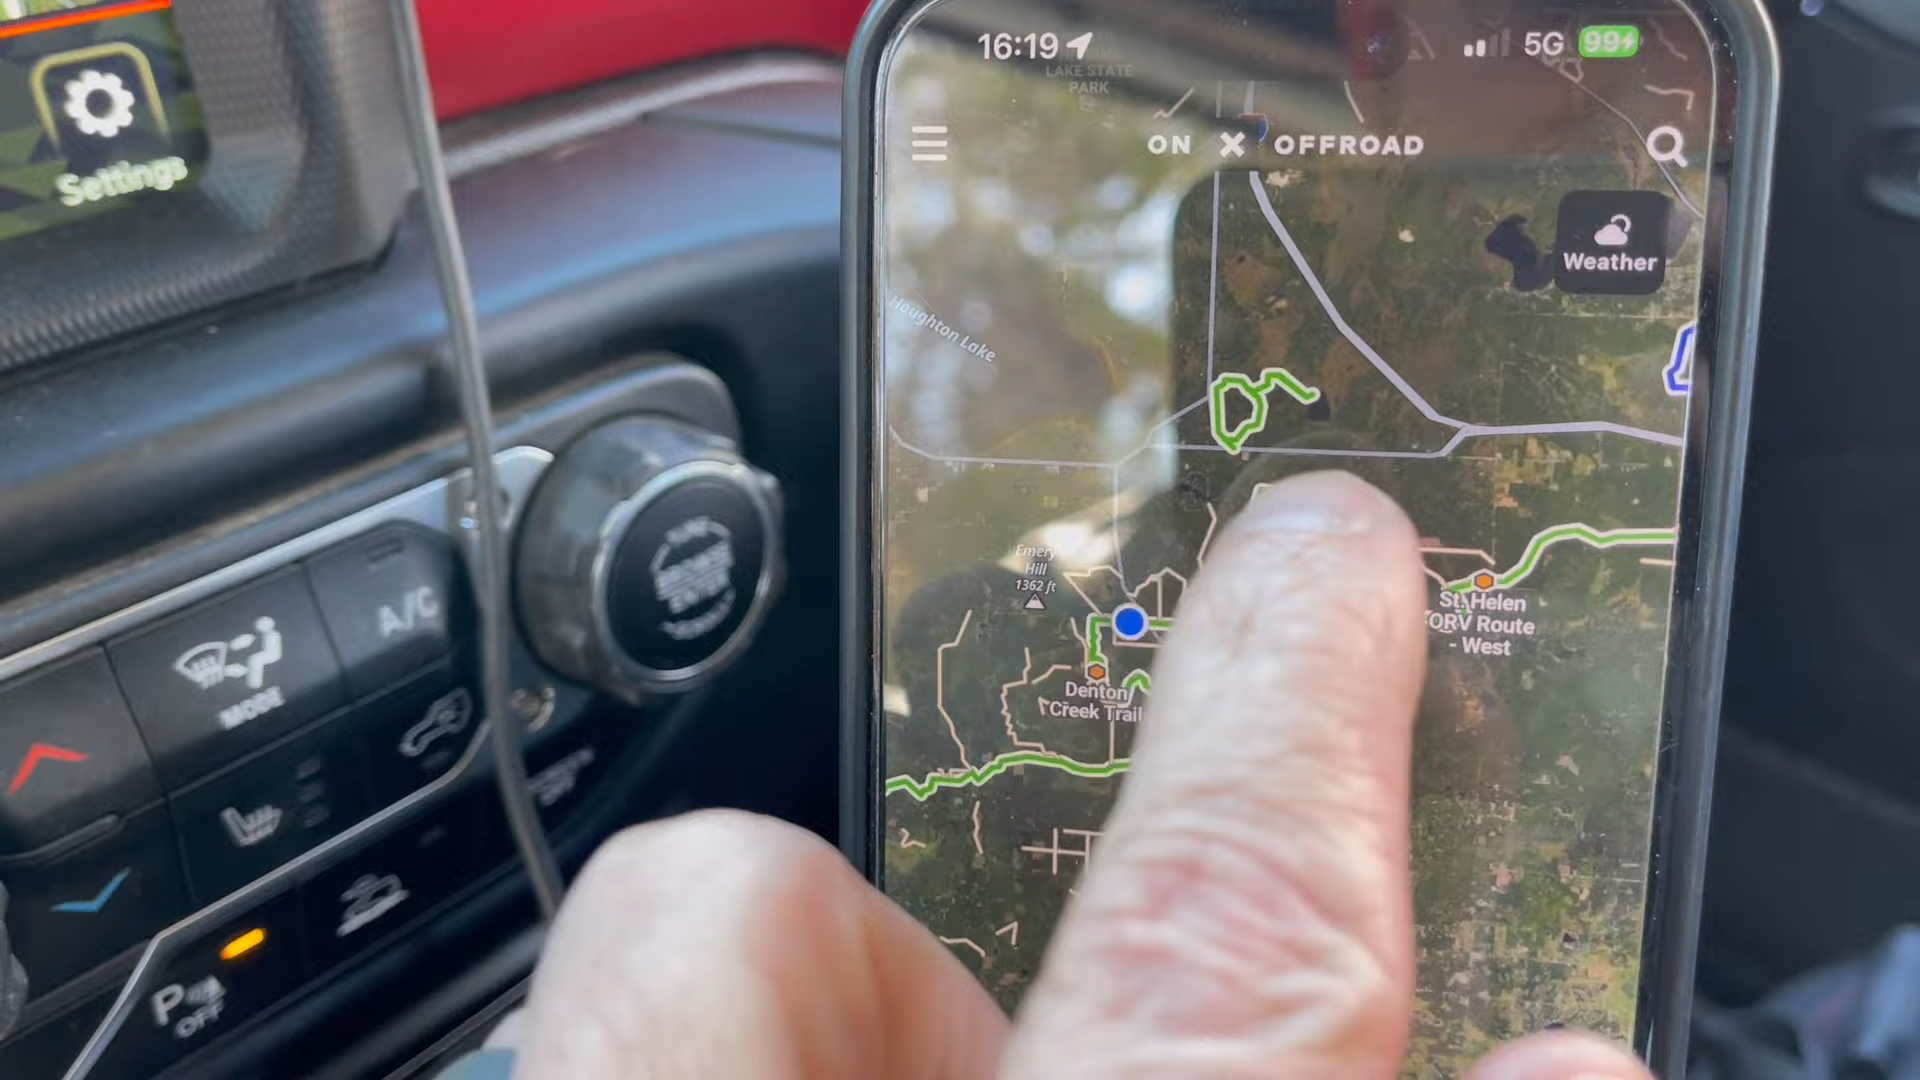 Settings
16:19
5G
99
LAKE STATE
PARK
ON X OFFROAD
Weather
Houghton Lake
Emery
Hill
1362 ft
St. Helen
ORV Route
- West
Denton
Creek Trail
A/C
MODE
ENTER
P
OFF